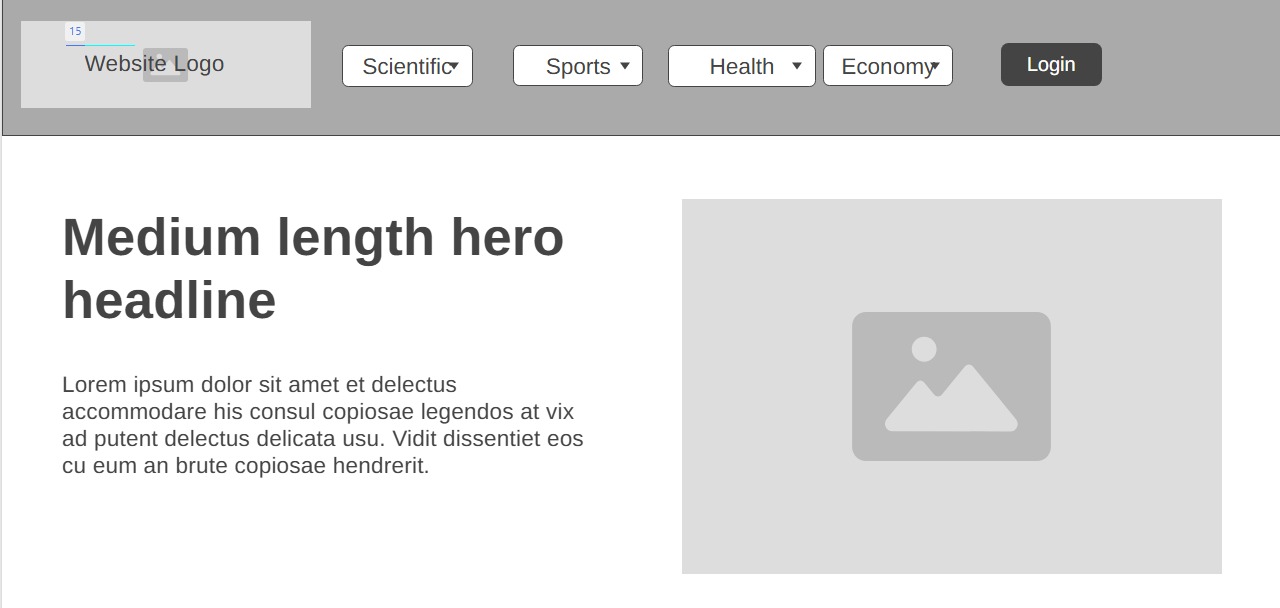 15
Website Logo
Scientific
Sports
Health
Economy
Login
Medium length hero
headline
Lorem ipsum dolor sit amet et delectus
accommodare his consul copiosae legendos at vix
ad putent delectus delicata usu. Vidit dissentiet eos
cu eum an brute copiosae hendrerit.